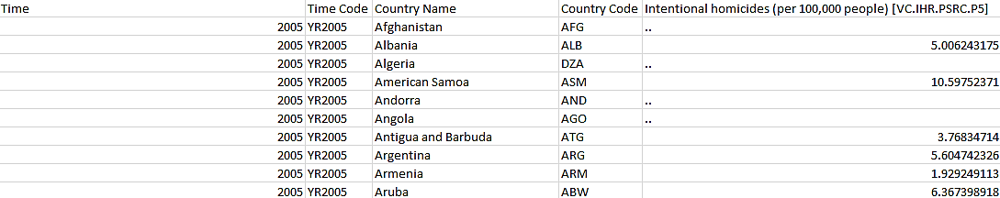 Time Time Code Country Name Country Code Intentional homicides (per 100,000 people) [VC.IHR.PSRC.P5]
2005 YR2005 Afghanistan AFG ..
2005 YR2005 Albania ALB 5.006243175
2005 YR2005 Algeria DZA ..
2005 YR2005 American Samoa ASM 10.59752371
2005 YR2005 Andorra AND ..
2005 YR2005 Angola AGO ..
2005 YR2005 Antigua and Barbuda ATG 3.76834714
2005 YR2005 Argentina ARG 5.604742326
2005 YR2005 Armenia ARM 1.929249113
2005 YR2005 Aruba ABW 6.367398918